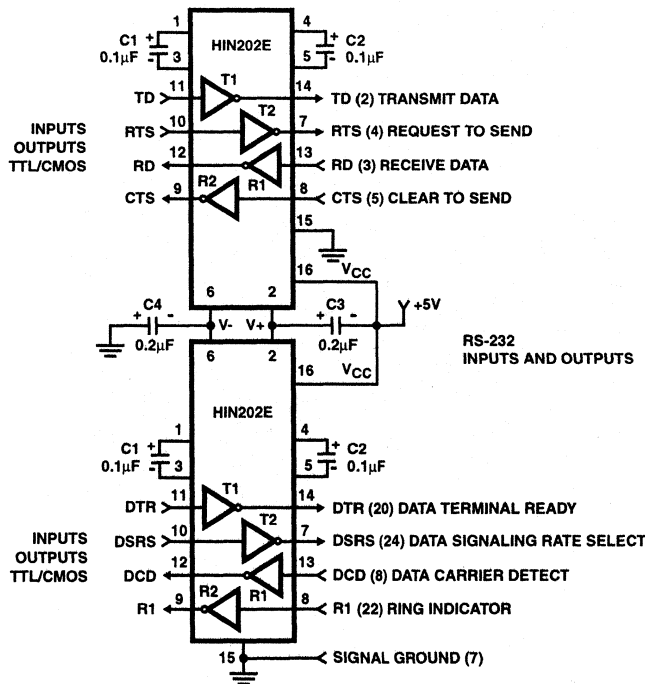 1 4
C1 + HIN202E + C2
0.1µF - 3 5 - 0.1µF
TD 11 T1 14 TD (2) TRANSMIT DATA
INPUTS
OUTPUTS
TTL/CMOS
RTS 10 T2 7 RTS (4) REQUEST TO SEND
RD 12 R1 13 RD (3) RECEIVE DATA
CTS 9 R2 8 CTS (5) CLEAR TO SEND
15
16 VCC
6 2
+ C4 - V- V+ + C3 - +5V
0.2µF 0.2µF
RS-232
INPUTS AND OUTPUTS
6 2
16 VCC
HIN202E
1 4
C1 + + C2
0.1µF - 3 5 - 0.1µF
DTR 11 T1 14 DTR (20) DATA TERMINAL READY
INPUTS
OUTPUTS
TTL/CMOS
DSRS 10 T2 7 DSRS (24) DATA SIGNALING RATE SELECT
DCD 12 R1 13 DCD (8) DATA CARRIER DETECT
R1 9 R2 8 R1 (22) RING INDICATOR
15 SIGNAL GROUND (7)